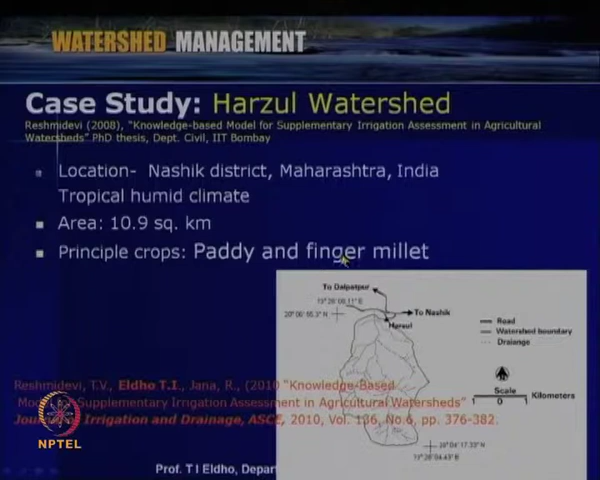 WATERSHED MANAGEMENT
Case Study: Harzul Watershed
Reshmidevi (2008), "Knowledge-based Model for Supplementary Irrigation Assessment in Agricultural
Watersheds" PhD thesis, Dept. Civil, IIT Bombay
Location- Nashik district, Maharashtra, India
Tropical humid climate
Area: 10.9 sq. km
Principle crops: Paddy and finger millet
To Dalpatpur
To Nashik
Harzul
Road
Watershed boundary
Drainage
Scale
0 1 Kilometers
Reshmidevi, T.V., Eldho T.I., Jana, R., (2010 "Knowledge-Based
Supplementary Irrigation Assessment in Agricultural Watersheds"
Irrigation and Drainage, ASCE, 2010, Vol. 136, No.6, pp. 376-382.
NPTEL
Prof. T I Eldho,